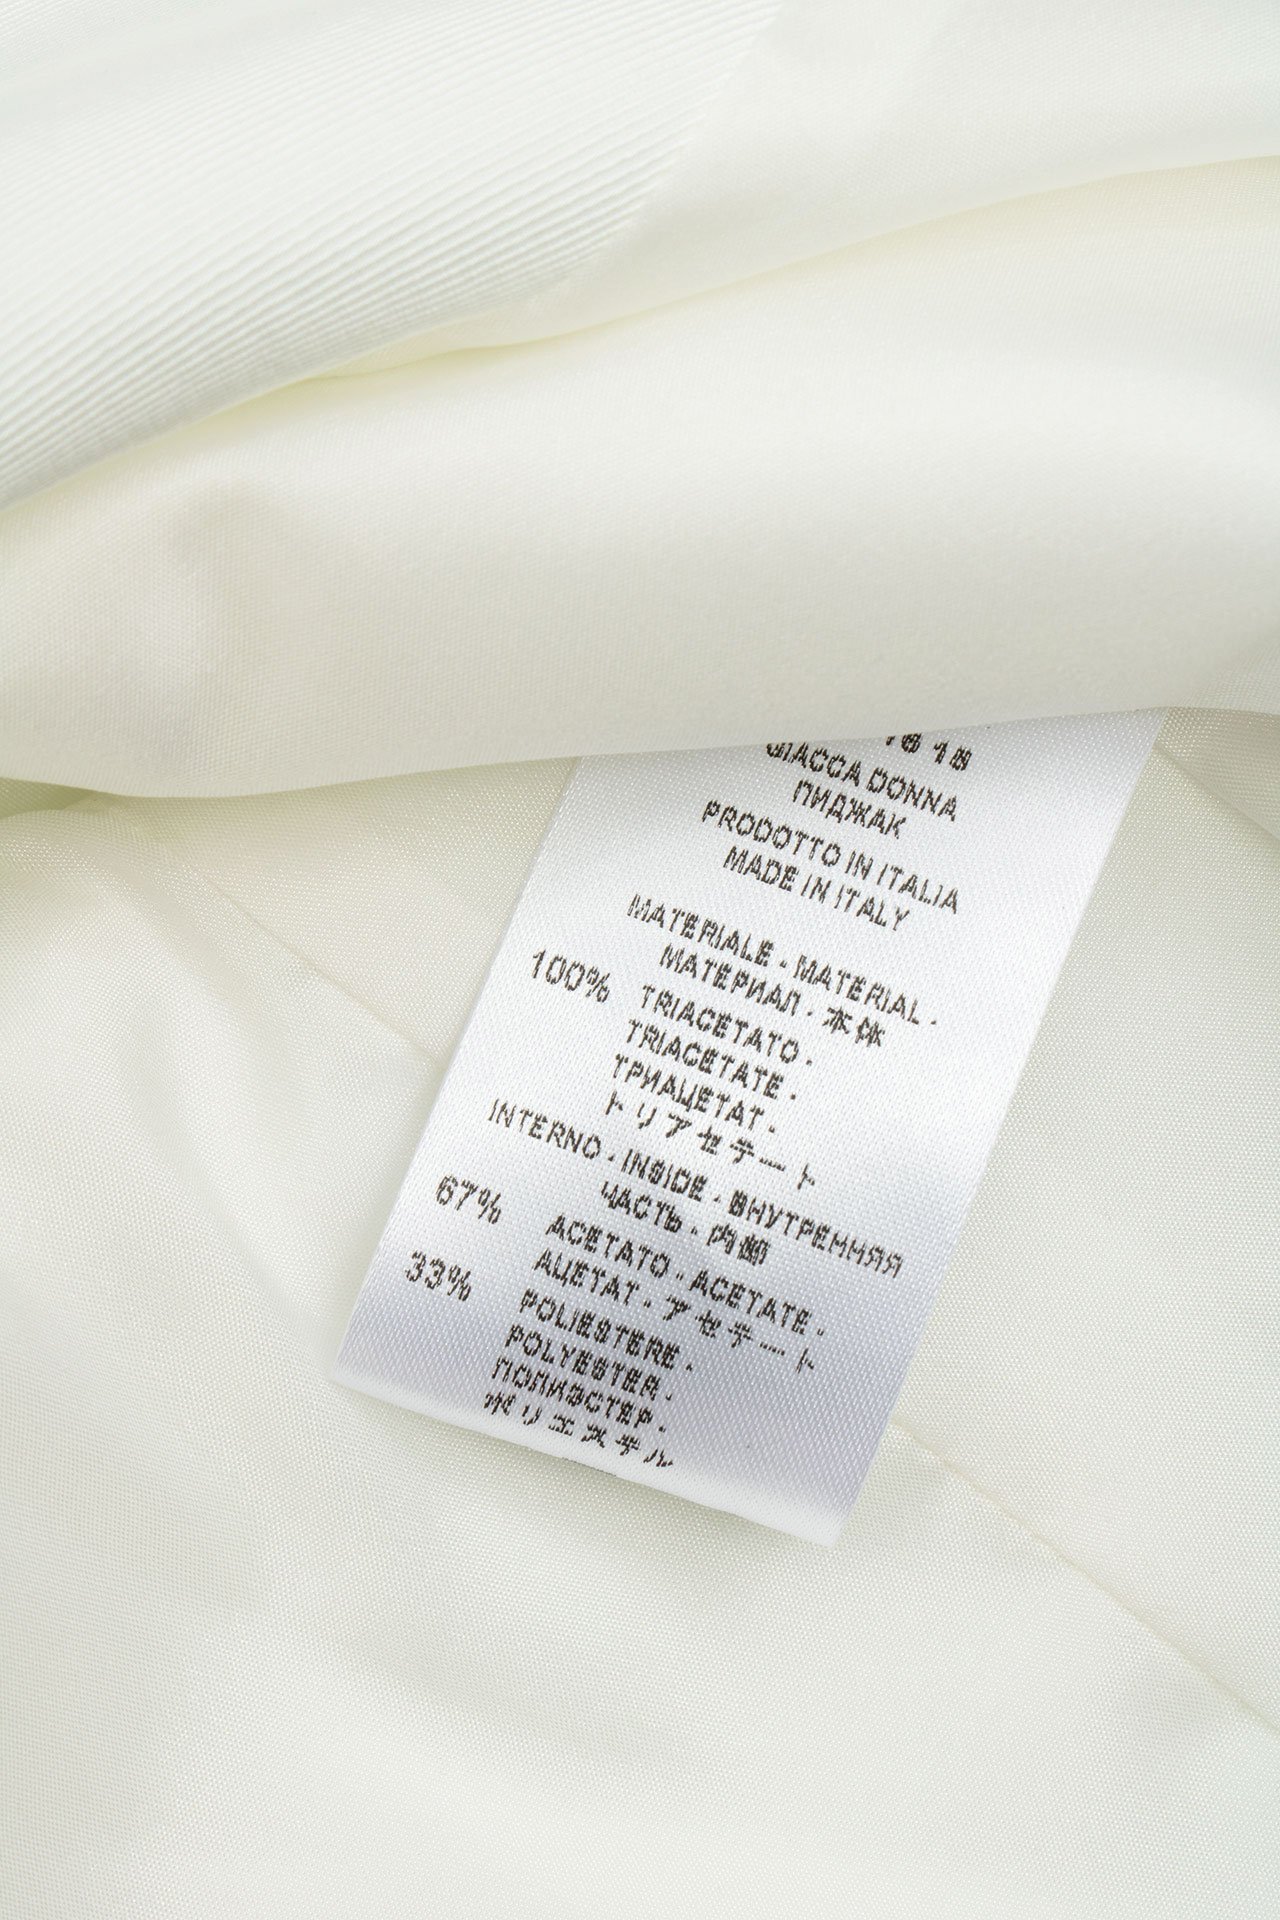 GIACCA DONNA
ПИДЖАК
PRODOTTO IN ITALIA
MADE IN ITALY
MATERIALE - MATERIAL -
МАТЕРИАЛ - 本体
100% TRIACETATO -
TRIACETATE -
ТРИАЦЕТАТ -
トリアセテート
INTERNO - INSIDE - ВНУТРЕННЯЯ
ЧАСТЬ - 内部
67% ACETATO - ACETATE -
АЦЕТАТ - アセテート
33% POLIESTERE -
POLYESTER -
ПОЛИЭСТЕР -
ポリエステル